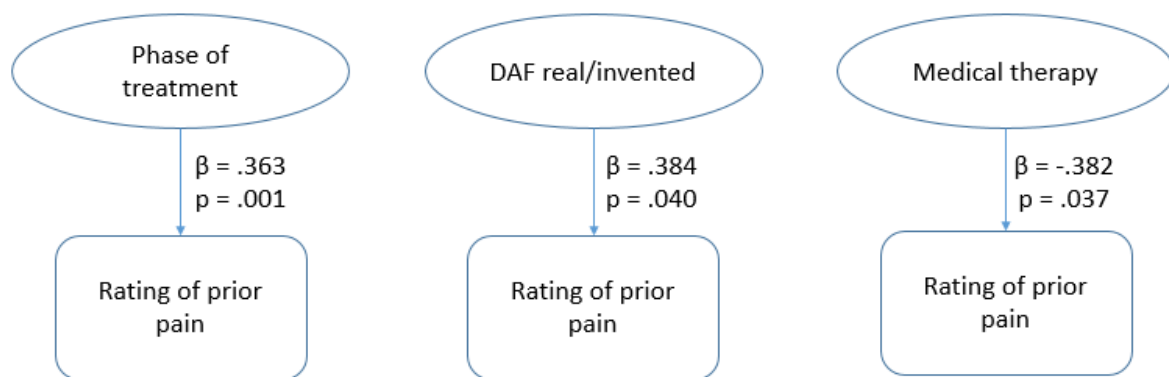 Phase of
treatment
DAF real/invented
Medical therapy
β = .363
p = .001
β = .384
p = .040
β = -.382
p = .037
Rating of prior
pain
Rating of prior
pain
Rating of prior
pain